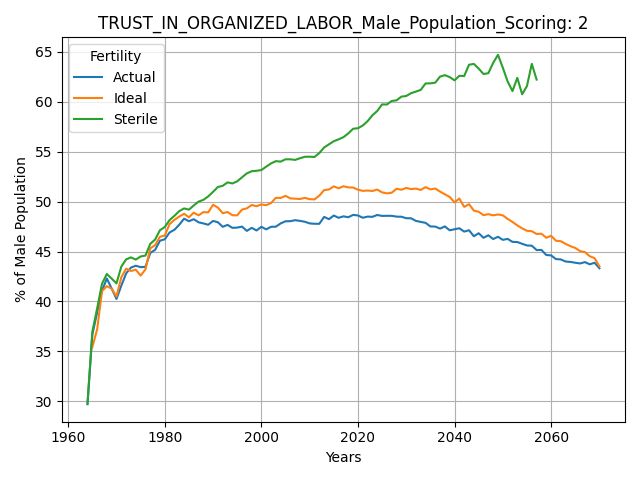 TRUST_IN_ORGANIZED_LABOR_Male_Population_Scoring: 2
Fertility
Actual
Ideal
Sterile
% of Male Population
65
60
55
50
45
40
35
30
1960
1980
2000
2020
2040
2060
Years